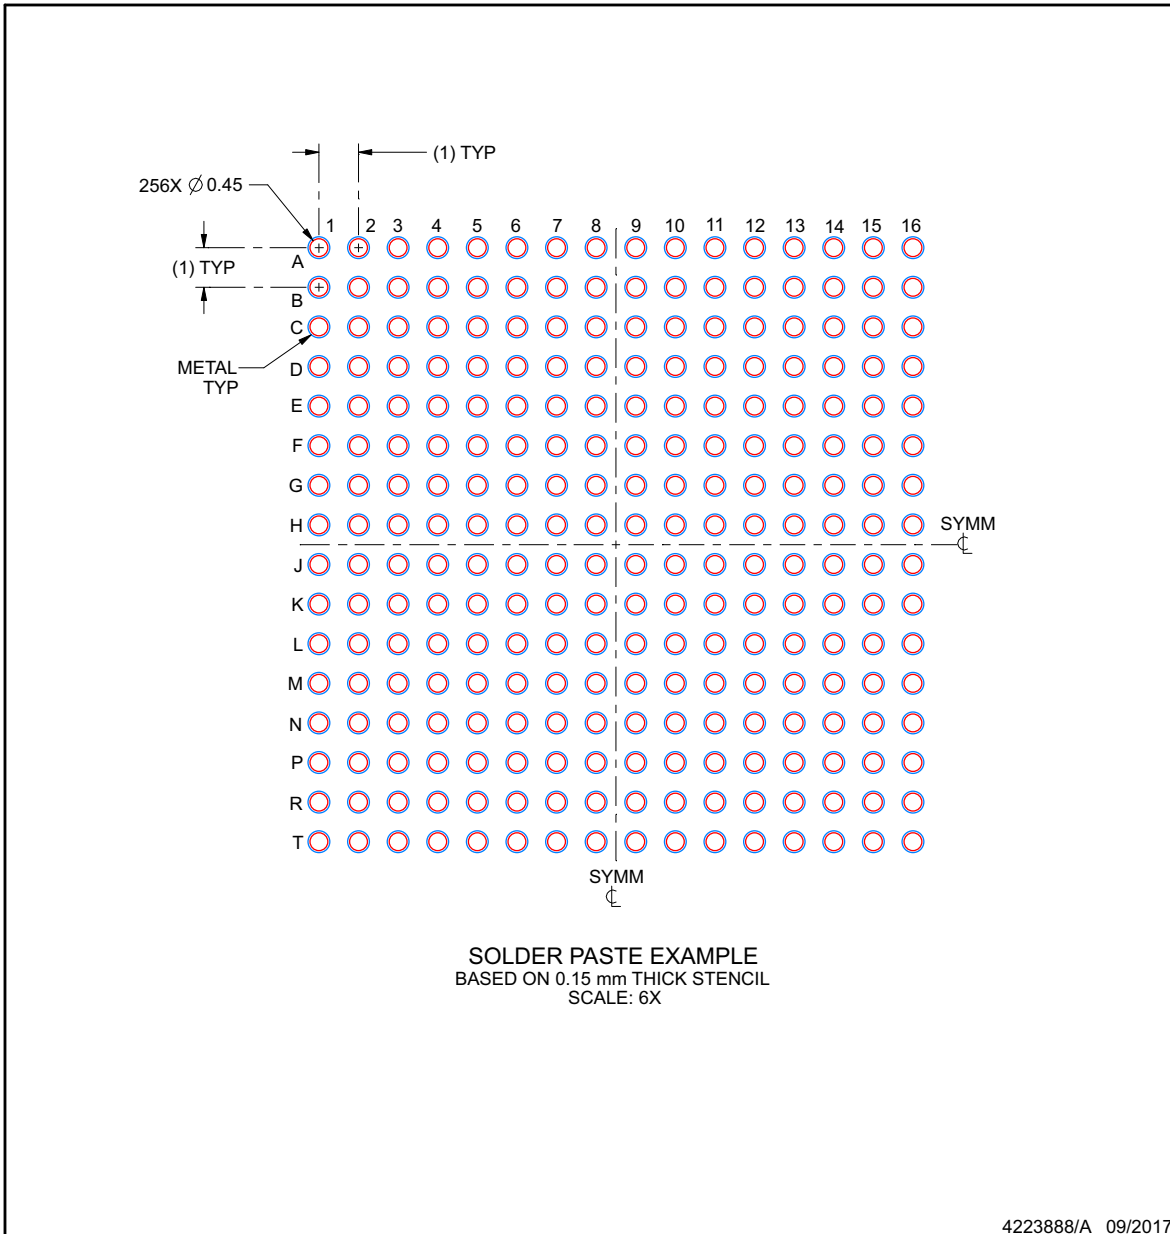 (1) TYP
256X ∅ 0.45
1 2 3 4 5 6 7 8 9 10 11 12 13 14 15 16
A
(1) TYP
B
C
METAL
TYP
D
E
F
G
H
SYMM
J
K
L
M
N
P
R
T
SYMM
SOLDER PASTE EXAMPLE
BASED ON 0.15 mm THICK STENCIL
SCALE: 6X
4223888/A 09/2017